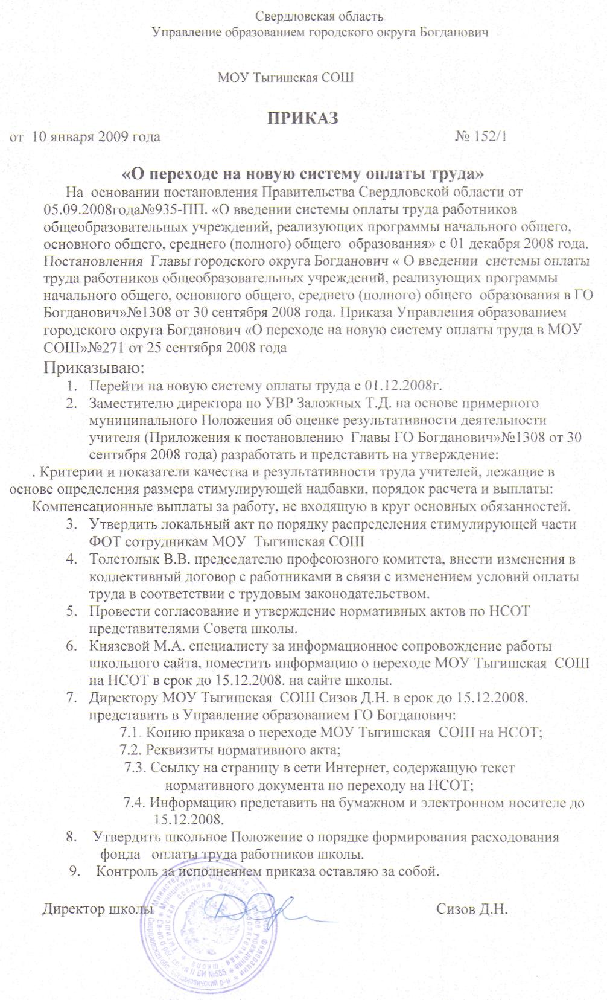 Свердловская область
Управление образованием городского округа Богданович
МОУ Тыгишская СОШ
ПРИКАЗ
от 10 января 2009 года № 152/1
«О переходе на новую систему оплаты труда»
На основании постановления Правительства Свердловской области от
05.09.2008года№935-ПП. «О введении системы оплаты труда работников
общеобразовательных учреждений, реализующих программы начального общего,
основного общего, среднего (полного) общего образования» с 01 декабря 2008 года.
Постановления Главы городского округа Богданович « О введении системы оплаты
труда работников общеобразовательных учреждений, реализующих программы
начального общего, основного общего, среднего (полного) общего образования в ГО
Богданович»№1308 от 30 сентября 2008 года. Приказа Управления образованием
городского округа Богданович «О переходе на новую систему оплаты труда в МОУ
СОШ»№271 от 25 сентября 2008 года
Приказываю:
1. Перейти на новую систему оплаты труда с 01.12.2008г.
2. Заместителю директора по УВР Заложных Т.Д. на основе примерного
муниципального Положения об оценке результативности деятельности
учителя (Приложения к постановлению Главы ГО Богданович»№1308 от 30
сентября 2008 года) разработать и представить на утверждение:
. Критерии и показатели качества и результативности труда учителей, лежащие в
основе определения размера стимулирующей надбавки, порядок расчета и выплаты:
Компенсационные выплаты за работу, не входящую в круг основных обязанностей.
3. Утвердить локальный акт по порядку распределения стимулирующей части
ФОТ сотрудникам МОУ Тыгишская СОШ
4. Толстолык В.В. председателю профсоюзного комитета, внести изменения в
коллективный договор с работниками в связи с изменением условий оплаты
труда в соответствии с трудовым законодательством.
5. Провести согласование и утверждение нормативных актов по НСОТ
представителями Совета школы.
6. Князевой М.А. специалисту за информационное сопровождение работы
школьного сайта, поместить информацию о переходе МОУ Тыгишская СОШ
на НСОТ в срок до 15.12.2008. на сайте школы.
7. Директору МОУ Тыгишская СОШ Сизов Д.Н. в срок до 15.12.2008.
представить в Управление образованием ГО Богданович:
7.1. Копию приказа о переходе МОУ Тыгишская СОШ на НСОТ;
7.2. Реквизиты нормативного акта;
7.3. Ссылку на страницу в сети Интернет, содержащую текст
нормативного документа по переходу на НСОТ;
7.4. Информацию представить на бумажном и электронном носителе до
15.12.2008.
8. Утвердить школьное Положение о порядке формирования расходования
фонда оплаты труда работников школы.
9. Контроль за исполнением приказа оставляю за собой.
Директор школы Сизов Д.Н.
Тыгишская средняя
школа
II БИ №585